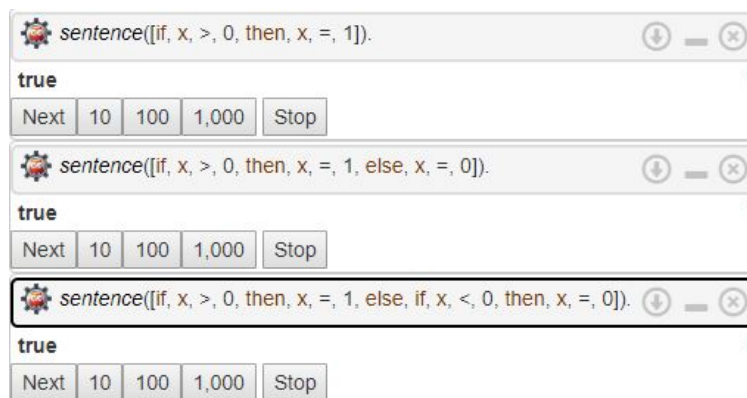 sentence([if, x, >, 0, then, x, =, 1]).
true
Next 10 100 1,000 Stop
sentence([if, x, >, 0, then, x, =, 1, else, x, =, 0]).
true
Next 10 100 1,000 Stop
sentence([if, x, >, 0, then, x, =, 1, else, if, x, <, 0, then, x, =, 0]).
true
Next 10 100 1,000 Stop